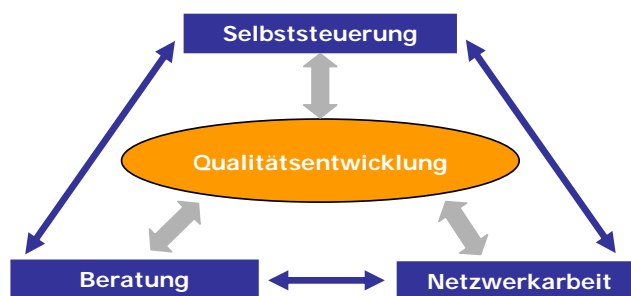 Selbststeuerung
Qualitätsentwicklung
Beratung
Netzwerkarbeit